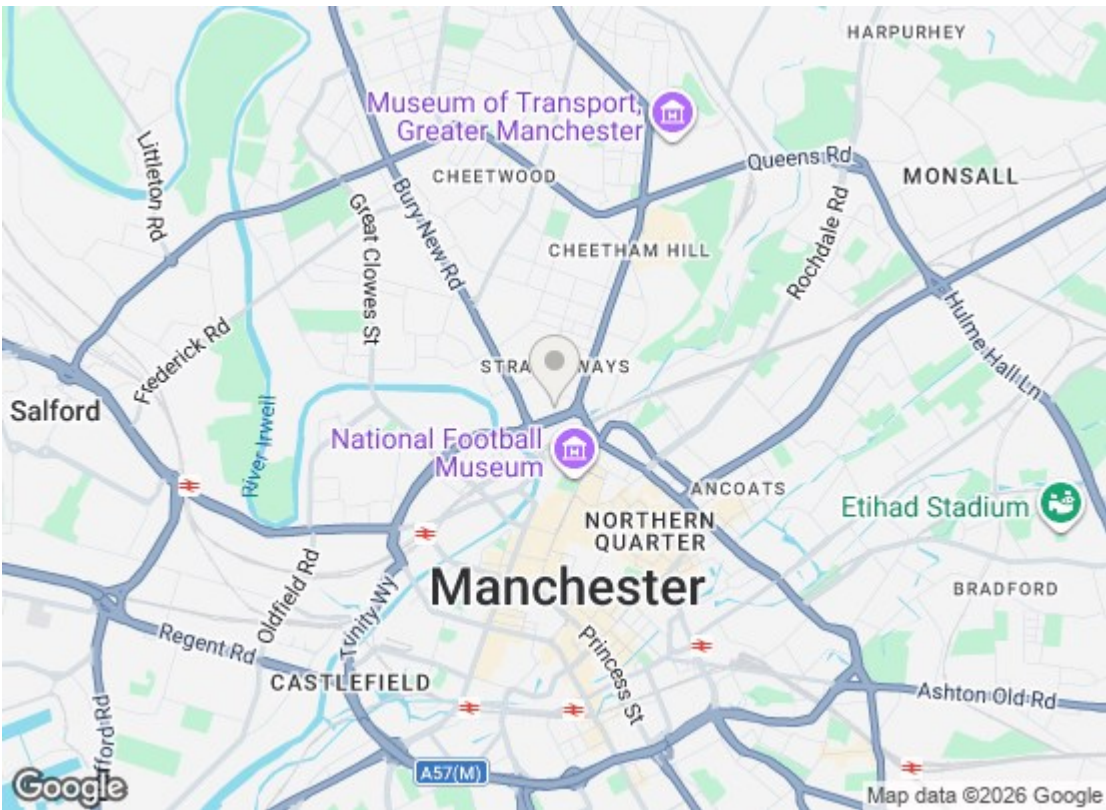 HARPURHEY
Museum of Transport,
Greater Manchester
Queens Rd
Littleton Rd
CHEETWOOD
MONSALL
Bury New Rd
Great Clowes St
Rochdale Rd
CHEETHAM HILL
Hulme Hall Ln
Frederick Rd
Salford
River Irwell
National Football
Museum
ANCOATS
Etihad Stadium
NORTHERN
QUARTER
Manchester
BRADFORD
Oldfield Rd
Regent Rd
Princess St
CASTLEFIELD
Ashton Old Rd
A57(M)
Google
Map data ©2026 Google